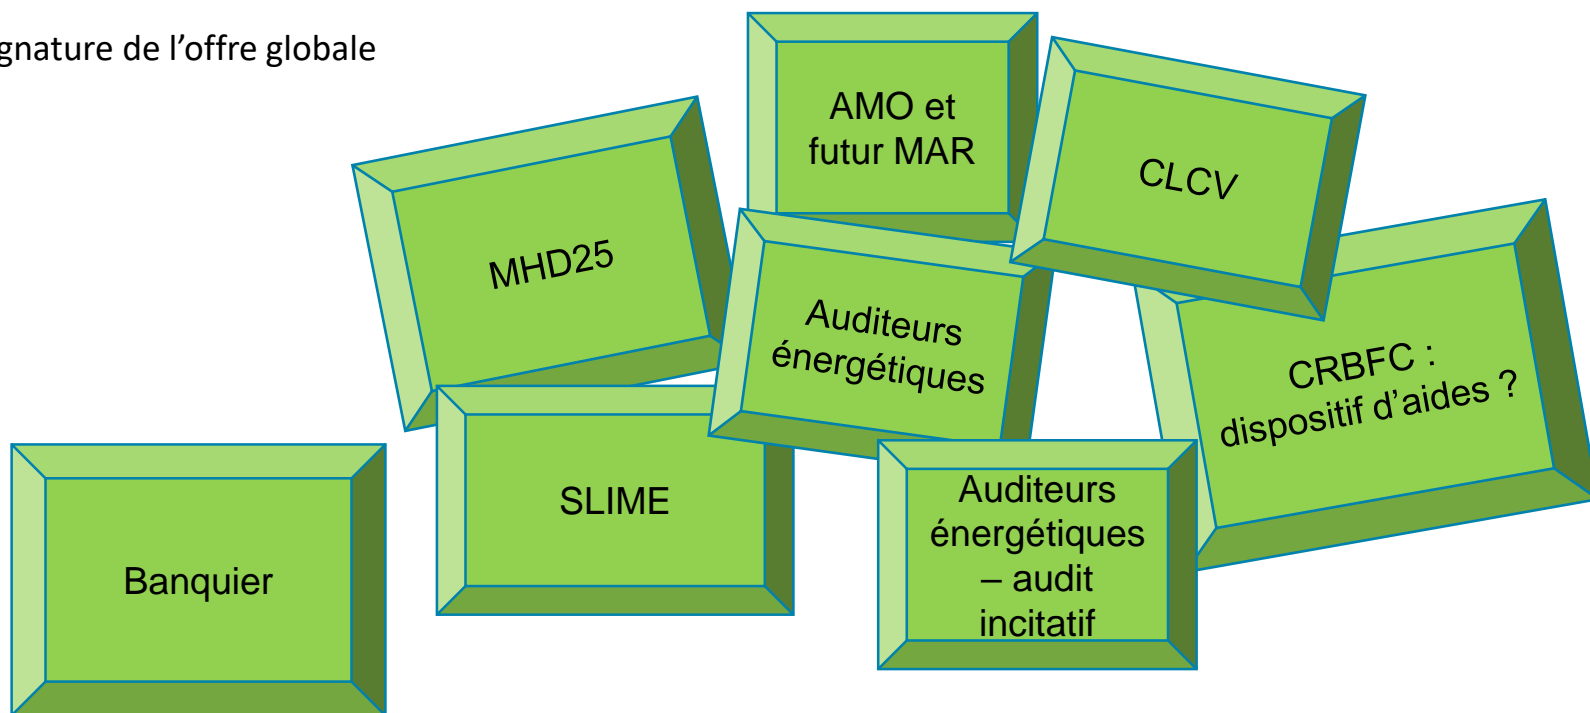 gnature de l’offre globale
AMO et
futur MAR
CLCV
MHD25
Auditeurs
énergétiques
CRBFC :
dispositif d’aides ?
SLIME
Auditeurs
énergétiques
– audit
incitatif
Banquier